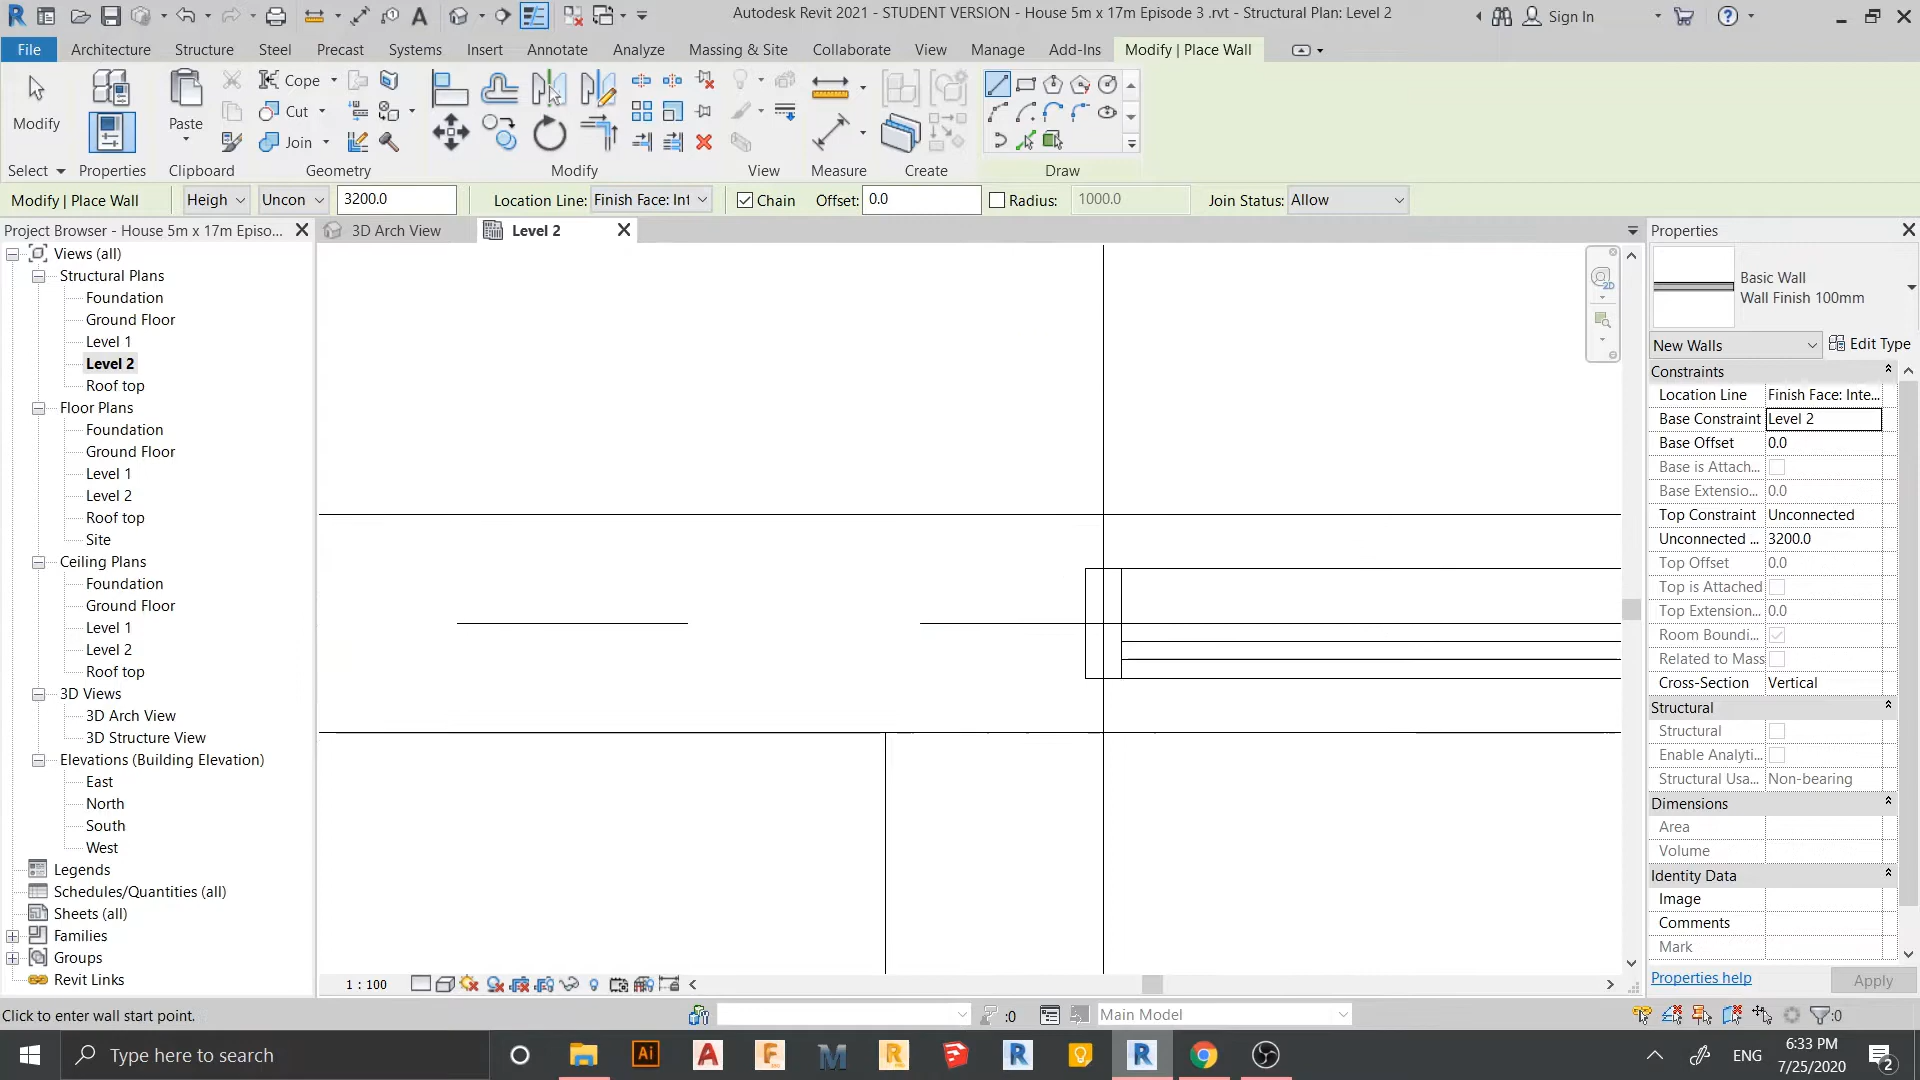 Autodesk Revit 2021 - STUDENT VERSION - House 5m x 17m Episode 3 .rvt - Structural Plan: Level 2
Sign In
File Architecture Structure Steel Precast Systems Insert Annotate Analyze Massing & Site Collaborate View Manage Add-Ins Modify | Place Wall
Modify
Paste
Cope
Cut
Join
Select Properties Clipboard Geometry Modify View Measure Create Draw
Modify | Place Wall Heigh Uncon 3200.0 Location Line: Finish Face: Int Chain Offset: 0.0 Radius: 1000.0 Join Status: Allow
Project Browser - House 5m x 17m Episo...
3D Arch View
Level 2
Views (all)
Structural Plans
Foundation
Ground Floor
Level 1
Level 2
Roof top
Floor Plans
Foundation
Ground Floor
Level 1
Level 2
Roof top
Site
Ceiling Plans
Foundation
Ground Floor
Level 1
Level 2
Roof top
3D Views
3D Arch View
3D Structure View
Elevations (Building Elevation)
East
North
South
West
Legends
Schedules/Quantities (all)
Sheets (all)
Families
Groups
Revit Links
2D
Properties
Basic Wall
Wall Finish 100mm
New Walls Edit Type
Constraints
Location Line Finish Face: Inte...
Base Constraint Level 2
Base Offset 0.0
Base is Attach...
Base Extensio... 0.0
Top Constraint Unconnected
Unconnected ... 3200.0
Top Offset 0.0
Top is Attached
Top Extension... 0.0
Room Boundi...
Related to Mass
Cross-Section Vertical
Structural
Structural
Enable Analyti...
Structural Usa... Non-bearing
Dimensions
Area
Volume
Identity Data
Image
Comments
Mark
Properties help Apply
1 : 100
Click to enter wall start point.
:0
Main Model
:0
Type here to search
ENG
6:33 PM
7/25/2020
2